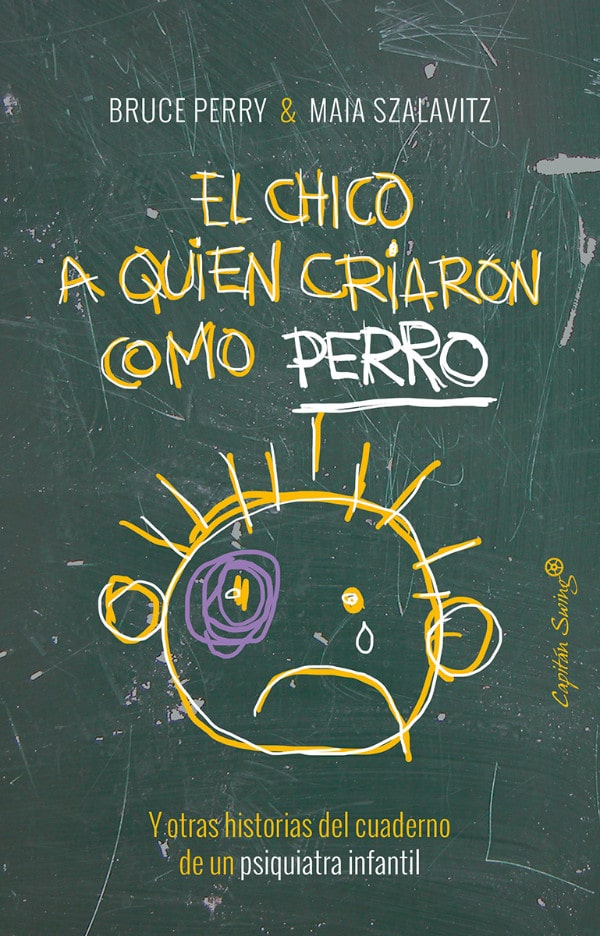 BRUCE PERRY & MAIA SZALAVITZ
EL CHICO
A QUIEN CRIARON
COMO PERRO
Capitán Swing
Y otras historias del cuaderno
de un psiquiatra infantil